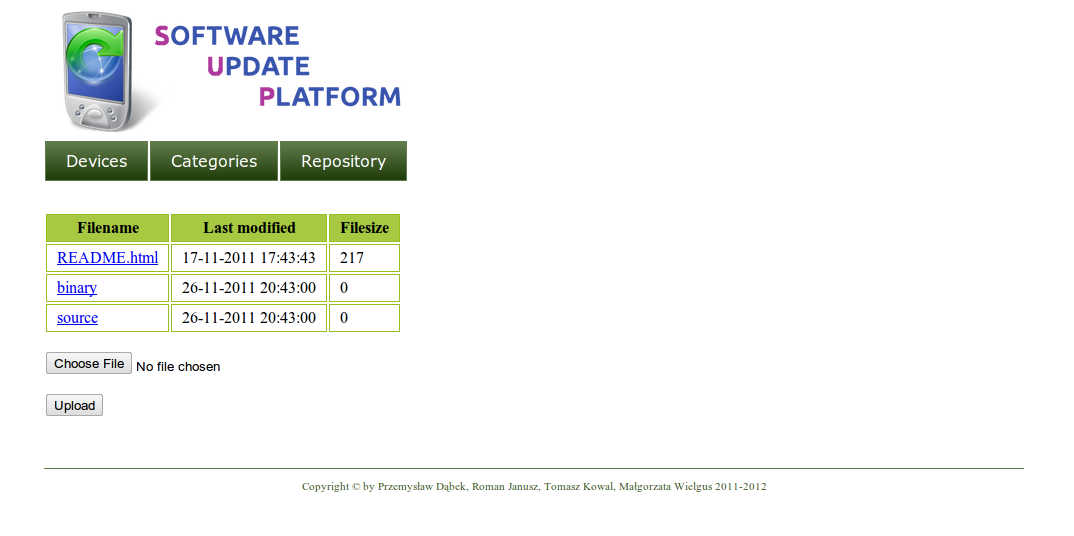 SOFTWARE
UPDATE
PLATFORM
Devices Categories Repository
Filename Last modified Filesize
README.html 17-11-2011 17:43:43 217
binary 26-11-2011 20:43:00 0
source 26-11-2011 20:43:00 0
Choose File No file chosen
Upload
Copyright © by Przemysław Dąbek, Roman Janusz, Tomasz Kowal, Małgorzata Wielgus 2011-2012